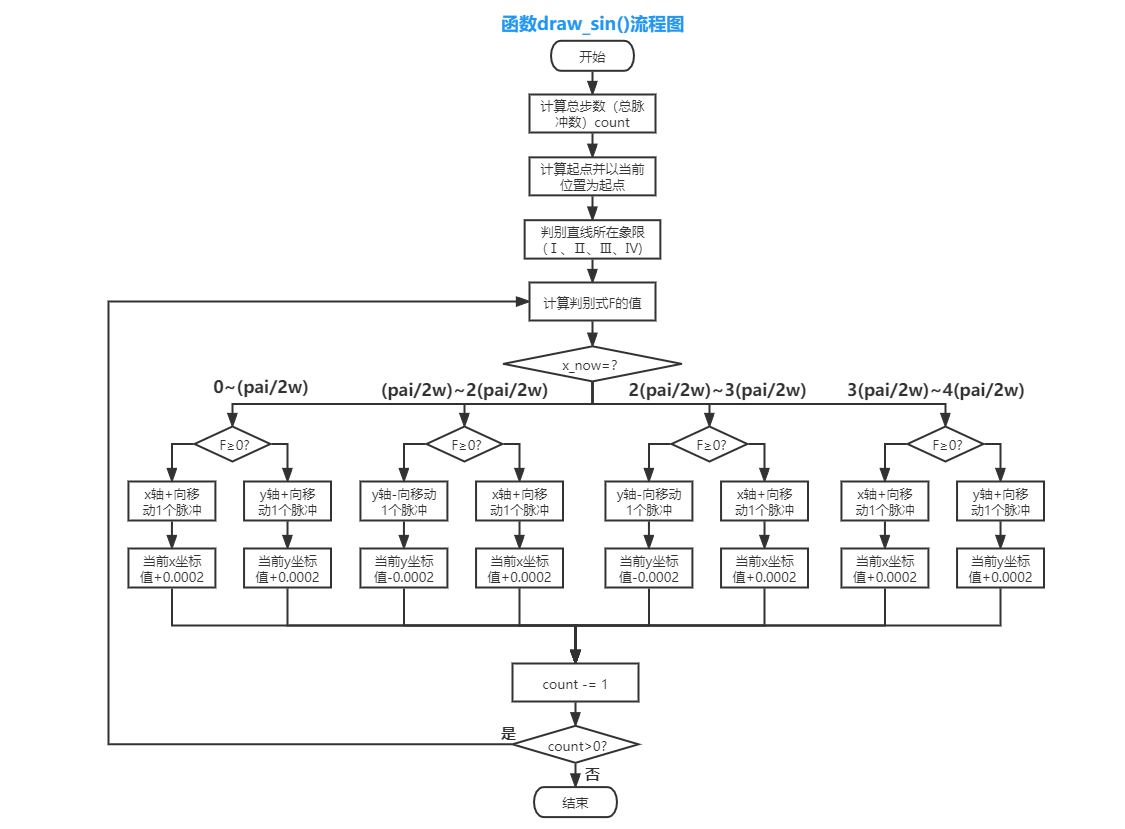 函数draw_sin()流程图
开始
计算总步数（总脉
冲数）count
计算起点并以当前
位置为起点
判别直线所在象限
(Ⅰ、Ⅱ、Ⅲ、Ⅳ)
计算判别式F的值
x_now=?
0~(pai/2w)
(pai/2w)~2(pai/2w)
2(pai/2w)~3(pai/2w)
3(pai/2w)~4(pai/2w)
F≥0?
F≥0?
F≥0?
F≥0?
x轴+向移
动1个脉冲
y轴+向移
动1个脉冲
y轴-向移动
1个脉冲
x轴+向移
动1个脉冲
y轴-向移动
1个脉冲
x轴+向移
动1个脉冲
x轴+向移
动1个脉冲
y轴+向移
动1个脉冲
当前x坐标
值+0.0002
当前y坐标
值+0.0002
当前y坐标
值-0.0002
当前x坐标
值+0.0002
当前y坐标
值-0.0002
当前x坐标
值+0.0002
当前x坐标
值+0.0002
当前y坐标
值+0.0002
count -= 1
是
count>0?
否
结束